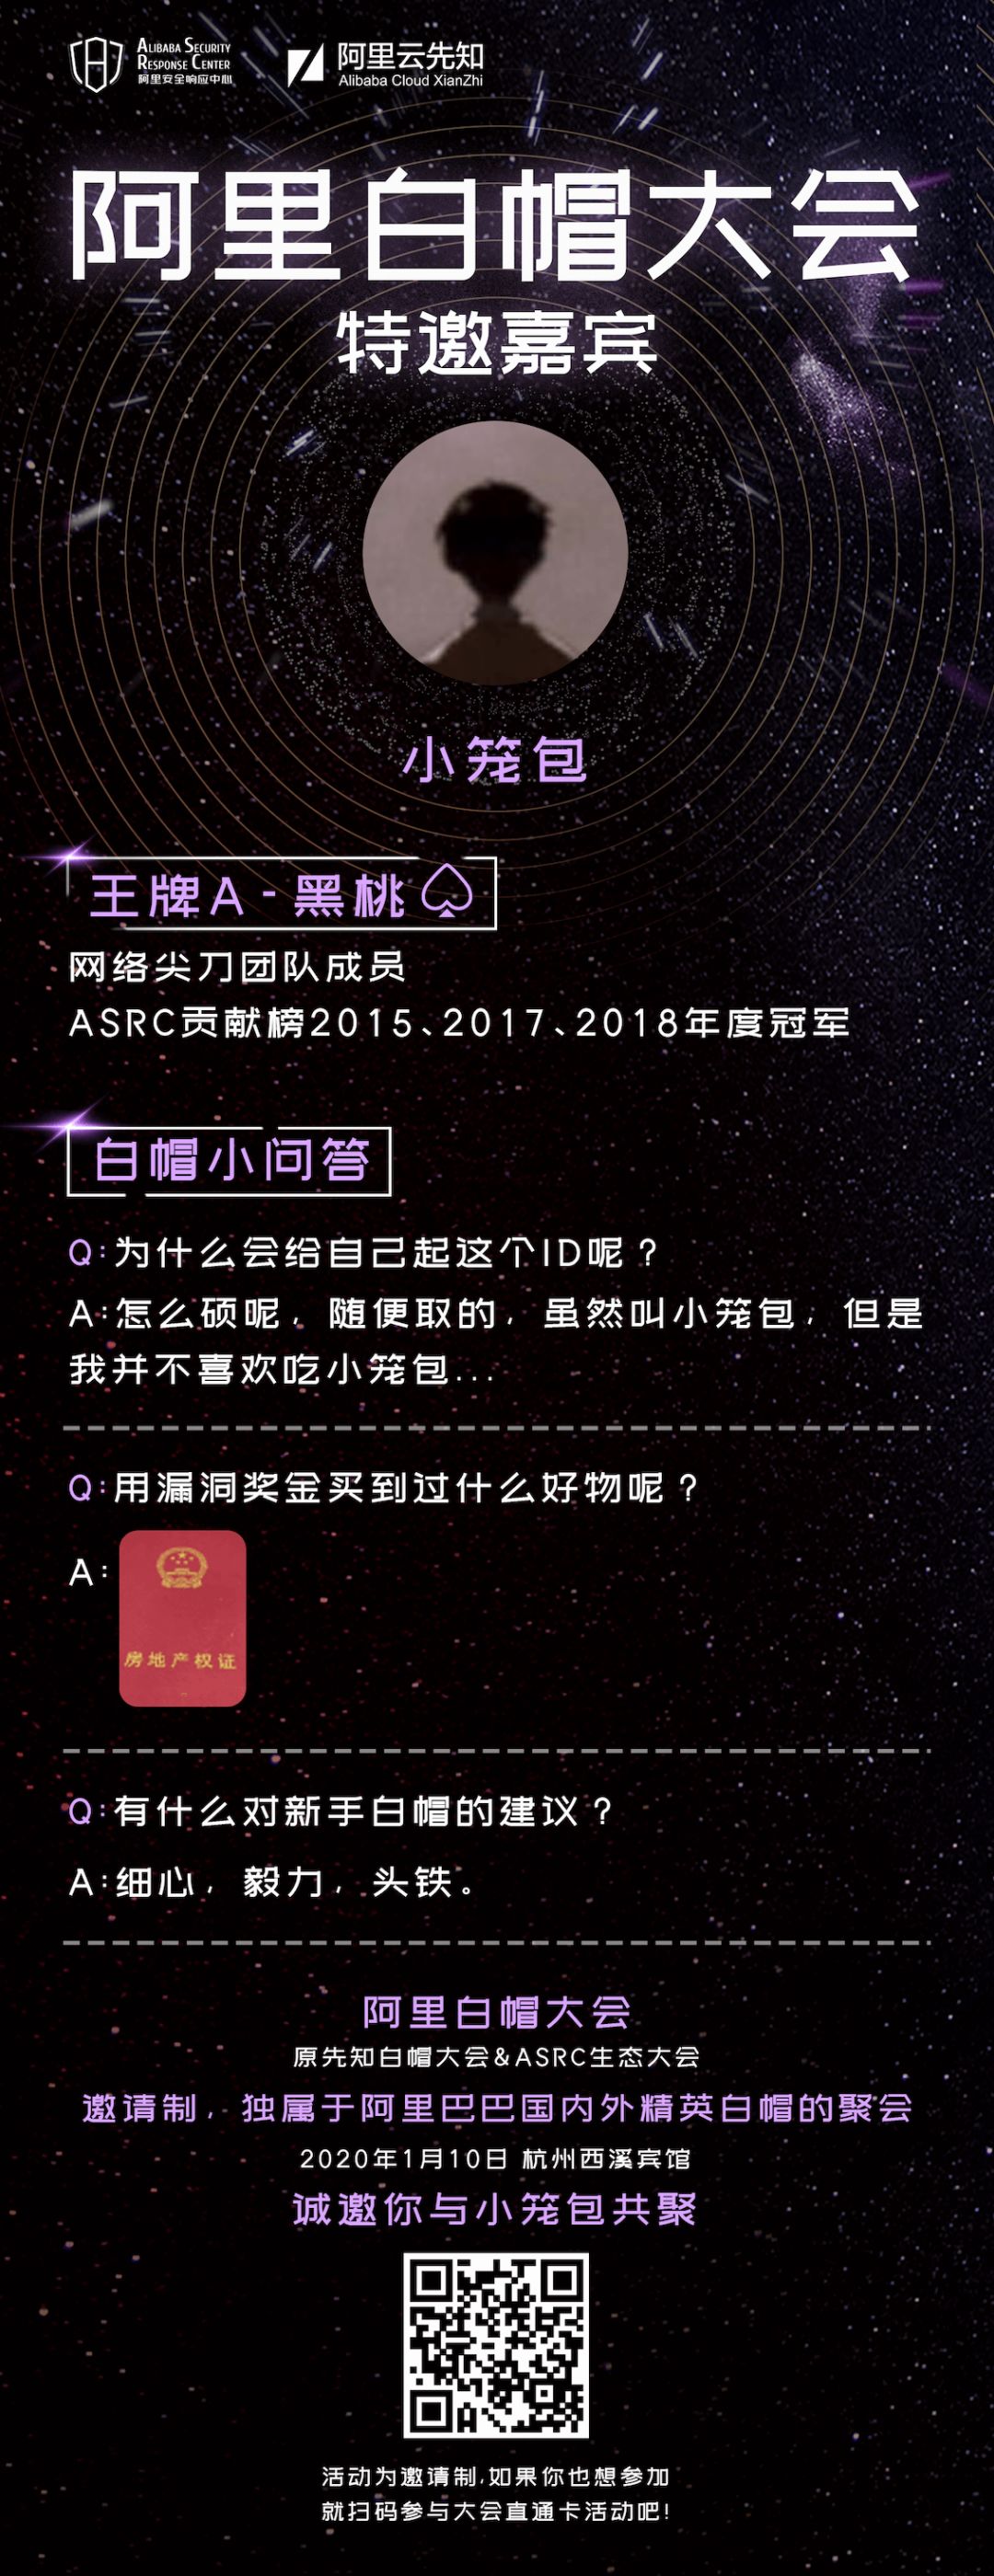 ALIBABA SECURITY
RESPONSE CENTER
阿里安全响应中心
阿里云先知
Alibaba Cloud XianZhi
阿里白帽大会
特邀嘉宾
小笼包
王牌A-黑桃
网络尖刀团队成员
ASRC贡献榜2015、2017、2018年度冠军
白帽小问答
Q:为什么会给自己起这个ID呢？
A:怎么硕呢，随便取的，虽然叫小笼包，但是
我并不喜欢吃小笼包...
Q:用漏洞奖金买到过什么好物呢？
A:
房地产权证
Q:有什么对新手白帽的建议？
A:细心，毅力，头铁。
阿里白帽大会
原先知白帽大会&ASRC生态大会
邀请制，独属于阿里巴巴国内外精英白帽的聚会
2020年1月10日 杭州西溪宾馆
诚邀你与小笼包共聚
活动为邀请制,如果你也想参加
就扫码参与大会直通卡活动吧!